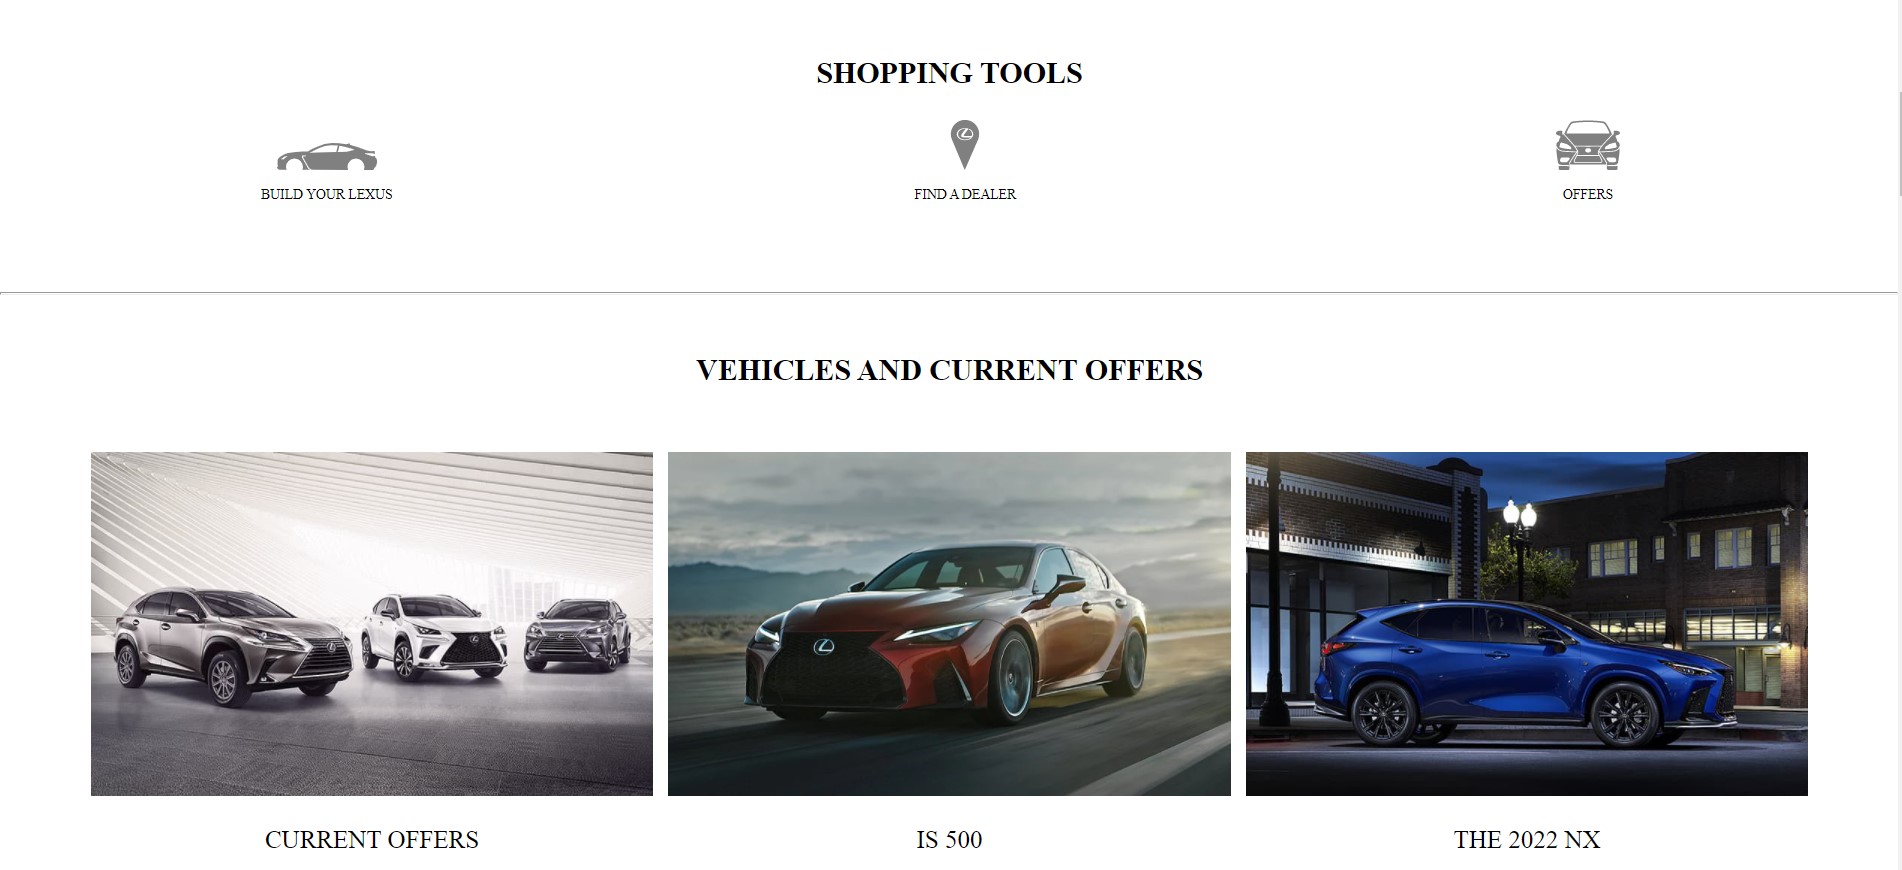 SHOPPING TOOLS
BUILD YOUR LEXUS
FIND A DEALER
OFFERS
VEHICLES AND CURRENT OFFERS
CURRENT OFFERS
IS 500
THE 2022 NX